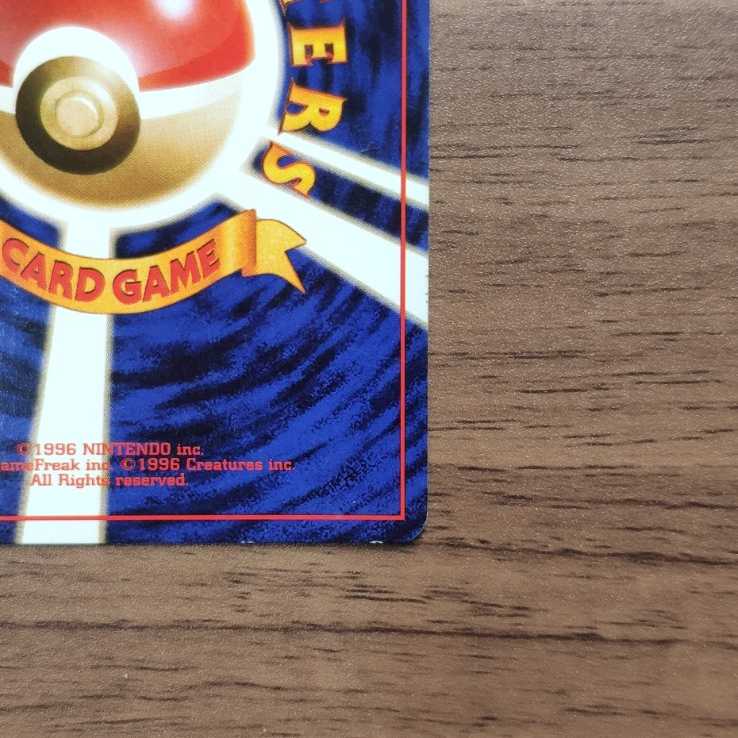 ERS
CARD GAME
©1996 NINTENDO inc.
ameFreak inc. ©1996 Creatures inc.
All Rights reserved.